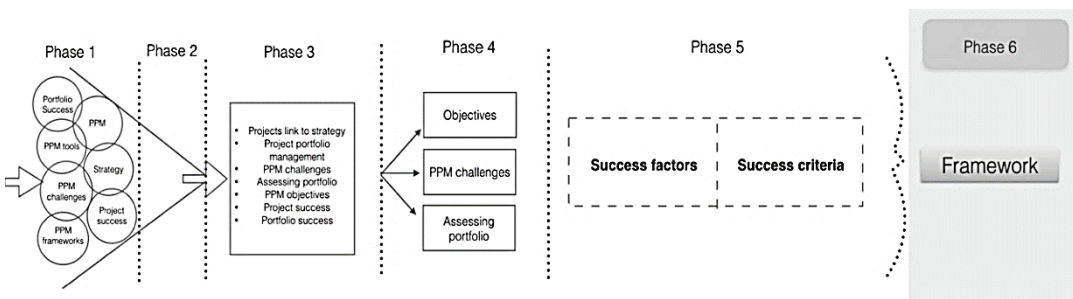 Phase 1
Portfolio
Success
PPM
PPM tools
Strategy
PPM
challenges
Project
success
PPM
frameworks
Phase 2
Phase 3
• Projects link to strategy
• Project portfolio
management
• PPM challenges
• Assessing portfolio
• PPM objectives
• Project success
• Portfolio success
Phase 4
Objectives
PPM challenges
Assessing
portfolio
Phase 5
Success factors
Success criteria
Phase 6
Framework